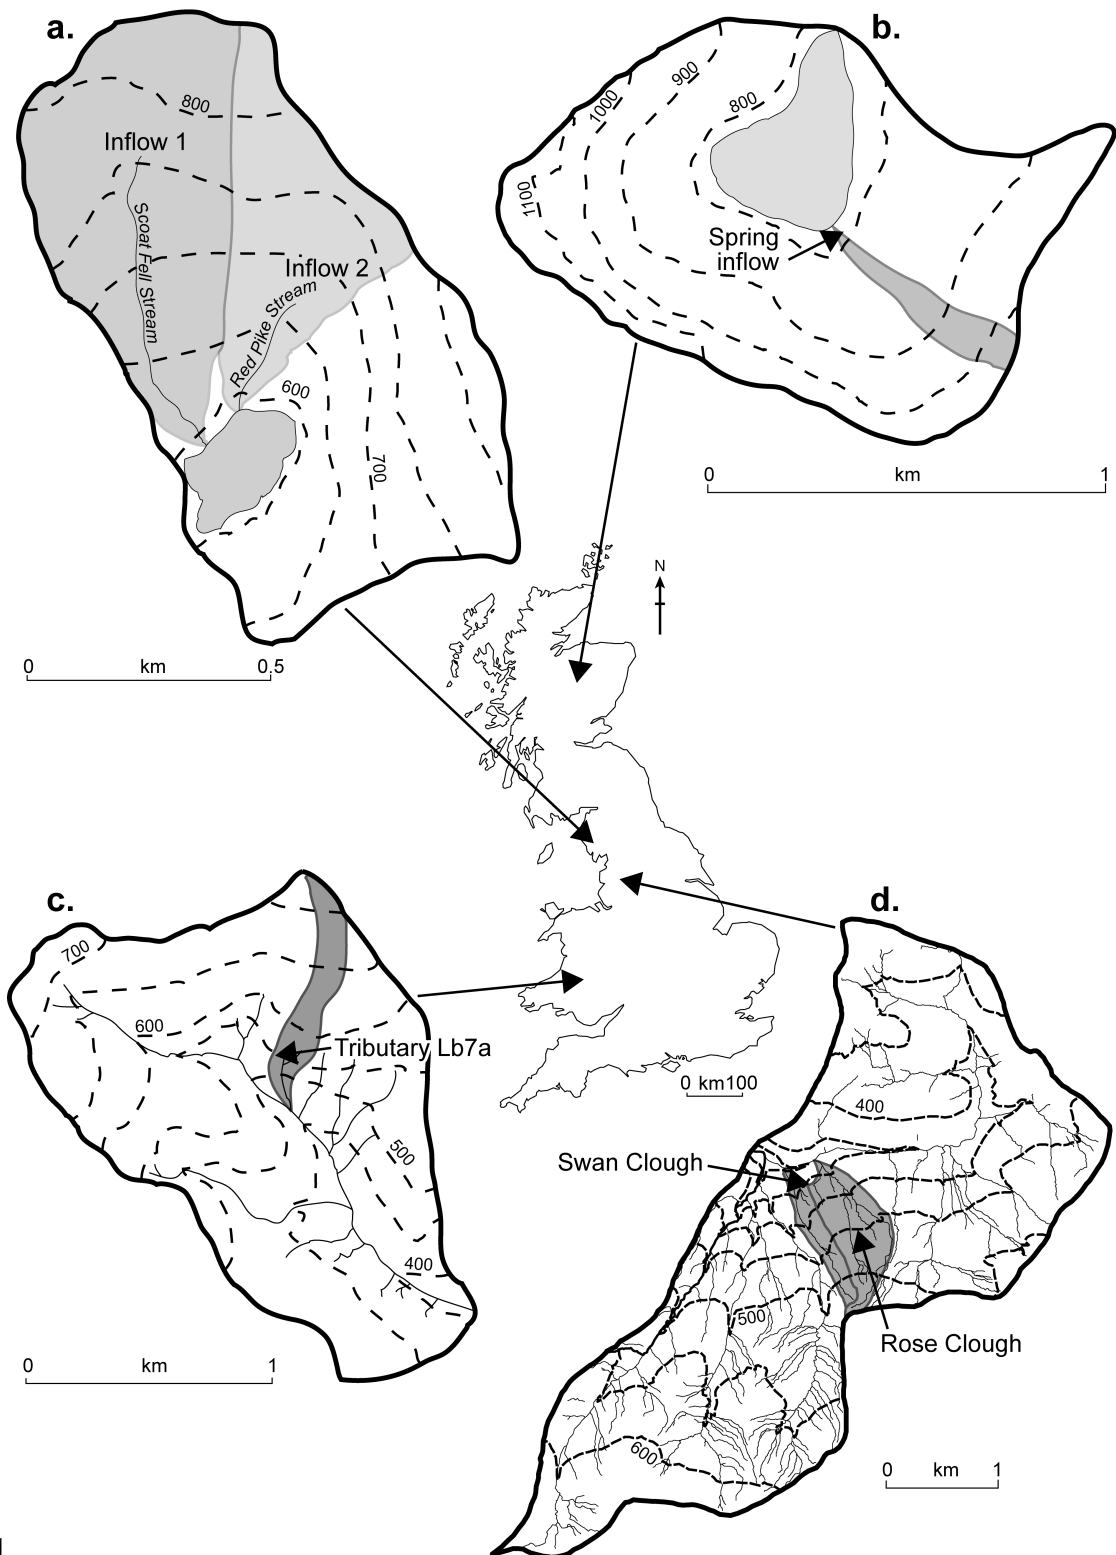 a.
800
Inflow 1
Scoat Fell Stream
Inflow 2
Red Pike Stream
600
700
0 km 0.5
b.
1000
900
800
1100
Spring
inflow
0 km 1
N
0 km100
c.
700
600
Tributary Lb7a
500
400
0 km 1
d.
400
Swan Clough
500
Rose Clough
600
0 km 1